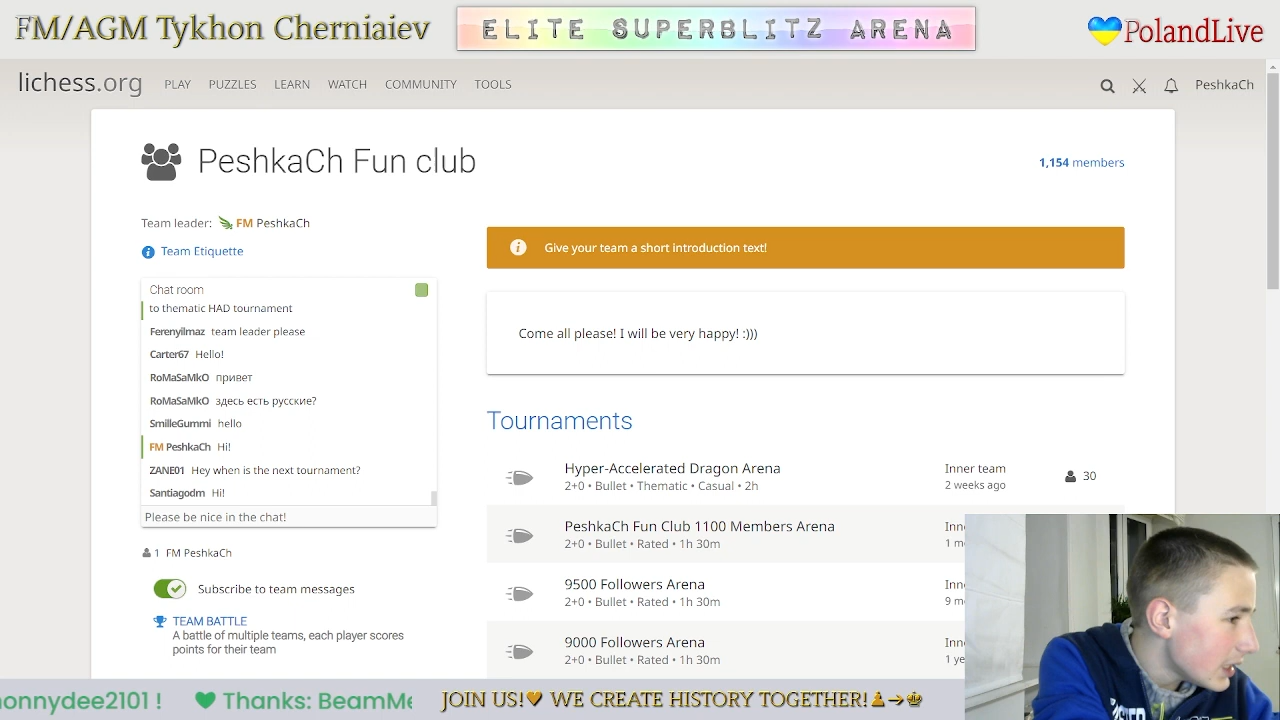 FM/AGM Tykhon Cherniaiev
ELITE SUPERBLITZ ARENA
PolandLive
lichess.org
PLAY
PUZZLES
LEARN
WATCH
COMMUNITY
TOOLS
PeshkaCh
PeshkaCh Fun club
1,154 members
Team leader: FM PeshkaCh
Team Etiquette
Give your team a short introduction text!
Chat room
to thematic HAD tournament
Ferenyilmaz team leader please
Carter67 Hello!
RoMaSaMkO привет
RoMaSaMkO здесь есть русские?
SmilleGummi hello
FM PeshkaCh Hi!
ZANE01 Hey when is the next tournament?
Santiagodm Hi!
Please be nice in the chat!
1 FM PeshkaCh
Subscribe to team messages
TEAM BATTLE
A battle of multiple teams, each player scores
points for their team
Come all please! I will be very happy! :)))
Tournaments
Hyper-Accelerated Dragon Arena
2+0 • Bullet • Thematic • Casual • 2h
Inner team
2 weeks ago
30
PeshkaCh Fun Club 1100 Members Arena
2+0 • Bullet • Rated • 1h 30m
9500 Followers Arena
2+0 • Bullet • Rated • 1h 30m
9000 Followers Arena
2+0 • Bullet • Rated • 1h 30m
onnydee2101 !
Thanks: BeamMe
JOIN US! WE CREATE HISTORY TOGETHER!